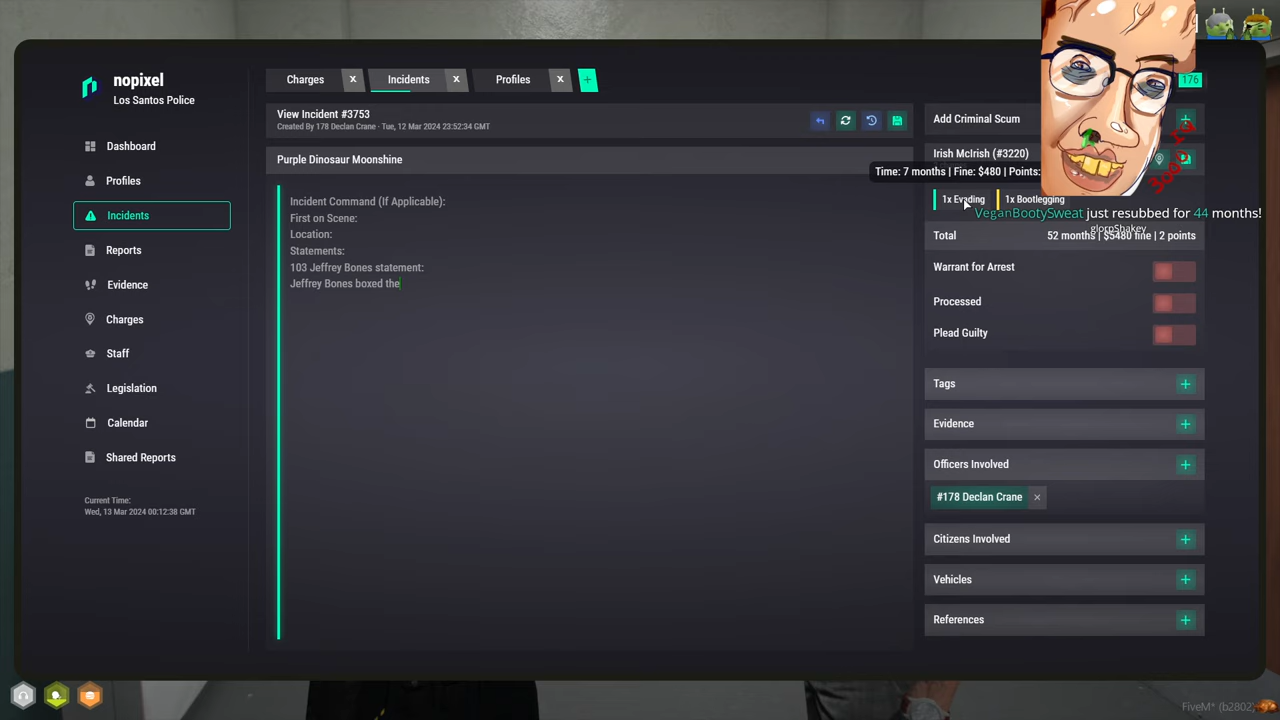 nopixel
Los Santos Police
Dashboard
Profiles
Incidents
Reports
Evidence
Charges
Staff
Legislation
Calendar
Shared Reports
Current Time:
Wed, 13 Mar 2024 00:12:38 GMT
Charges x Incidents x Profiles x +
View Incident #3753
Created By 178 Declan Crane - Tue, 12 Mar 2024 23:52:34 GMT
Purple Dinosaur Moonshine
Incident Command (If Applicable):
First on Scene:
Location:
Statements:
103 Jeffrey Bones statement:
Jeffrey Bones boxed the
176
Add Criminal Scum +
Irish McIrish (#3220)
Time: 7 months | Fine: $480 | Points:
1x Evading 1x Bootlegging
VeganBootySweat just resubbed for 44 months!
glorpShakey
Total 52 months | $5480 fine | 2 points
Warrant for Arrest
Processed
Plead Guilty
Tags +
Evidence +
Officers Involved +
#178 Declan Crane x
Citizens Involved +
Vehicles +
References +
FiveM* (b2802)